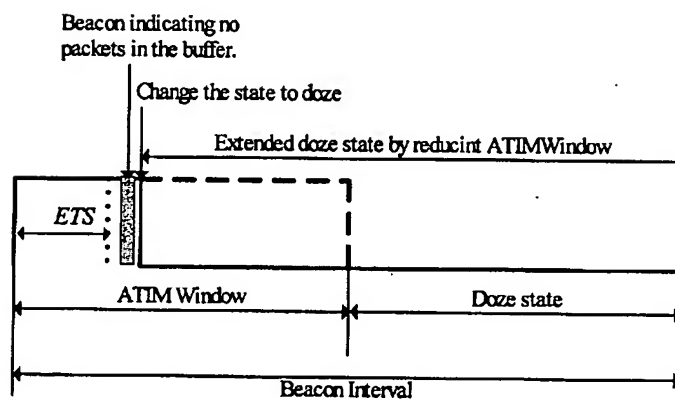 Beacon indicating no
packets in the buffer.
Change the state to doze
Extended doze state by reducint ATIMWindow
ETS
ATIM Window
Doze state
Beacon Interval